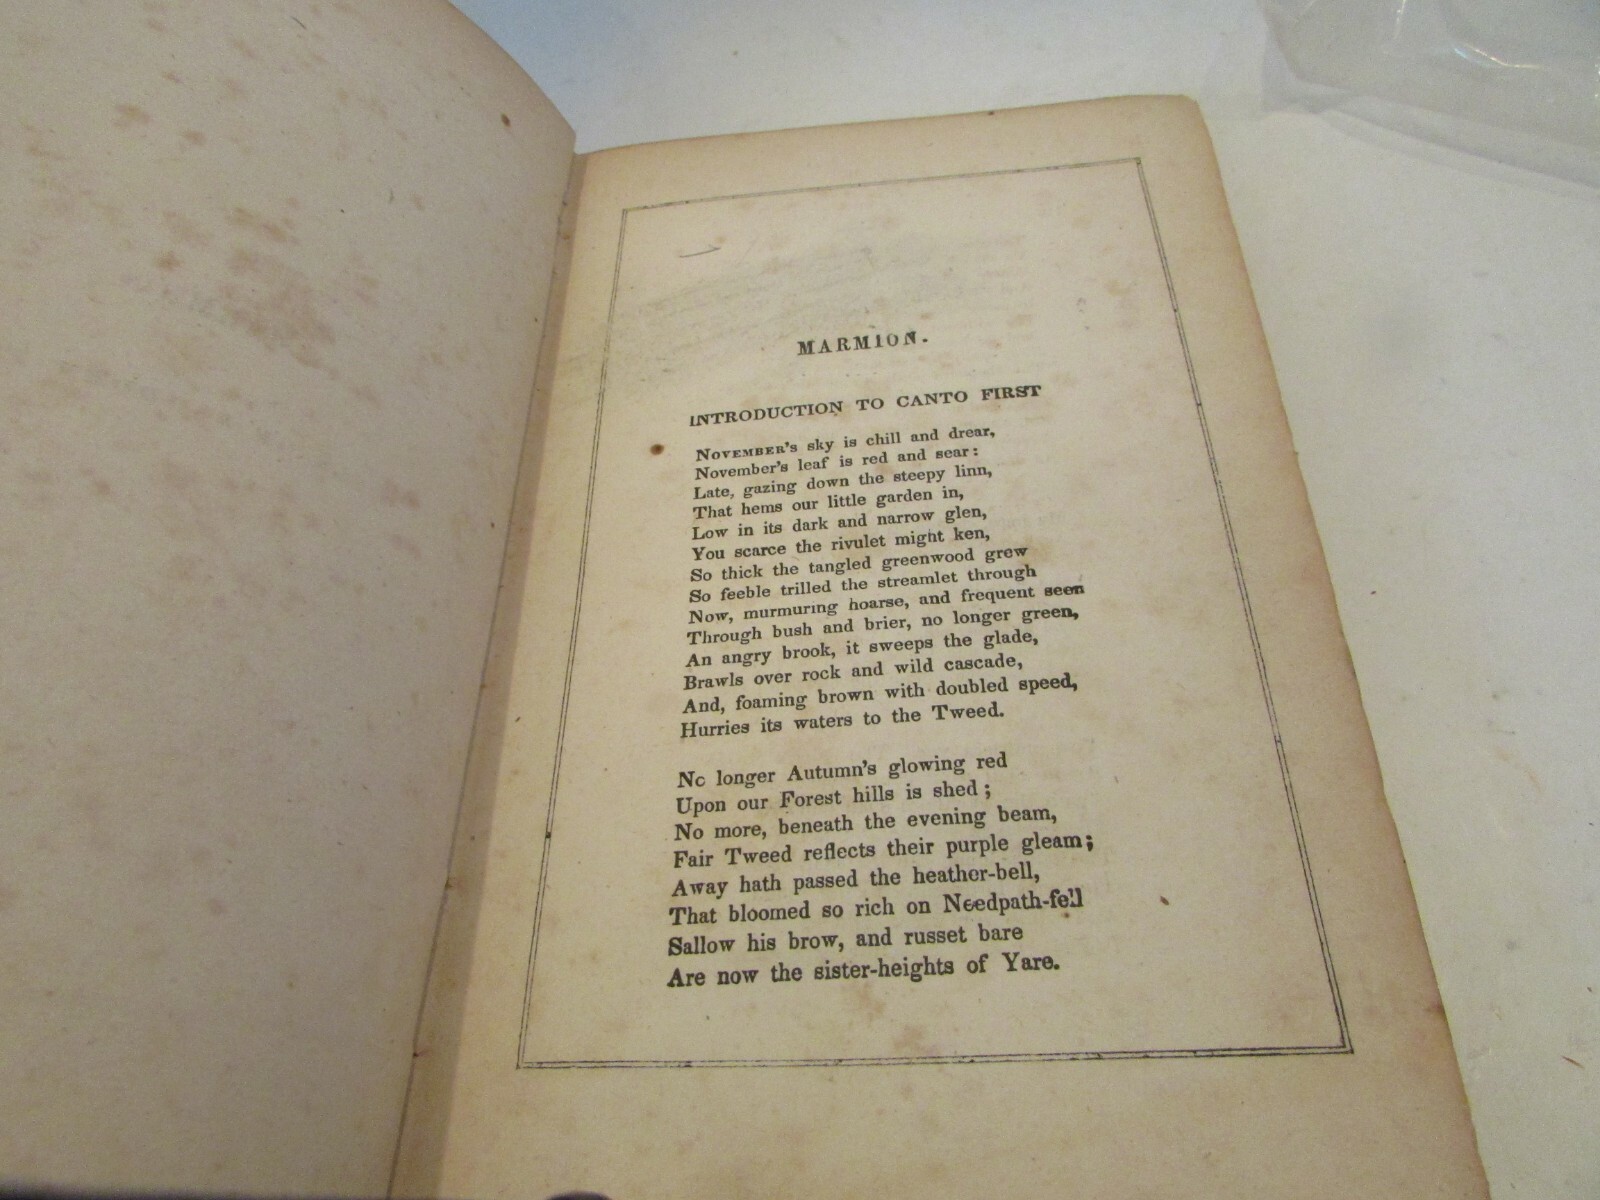 MARMION.
INTRODUCTION TO CANTO FIRST
NOVEMBER'S sky is chill and drear,
November's leaf is red and sear:
Late, gazing down the steepy linn,
That hems our little garden in,
Low in its dark and narrow glen,
You scarce the rivulet might ken,
So thick the tangled greenwood grew
So feeble trilled the streamlet through
Now, murmuring hoarse, and frequent seen
Through bush and brier, no longer green,
An angry brook, it sweeps the glade,
Brawls over rock and wild cascade,
And, foaming brown with doubled speed,
Hurries its waters to the Tweed.
No longer Autumn's glowing red
Upon our Forest hills is shed;
No more, beneath the evening beam,
Fair Tweed reflects their purple gleam;
Away hath passed the heather-bell,
That bloomed so rich on Needpath-fell
Sallow his brow, and russet bare
Are now the sister-heights of Yare.